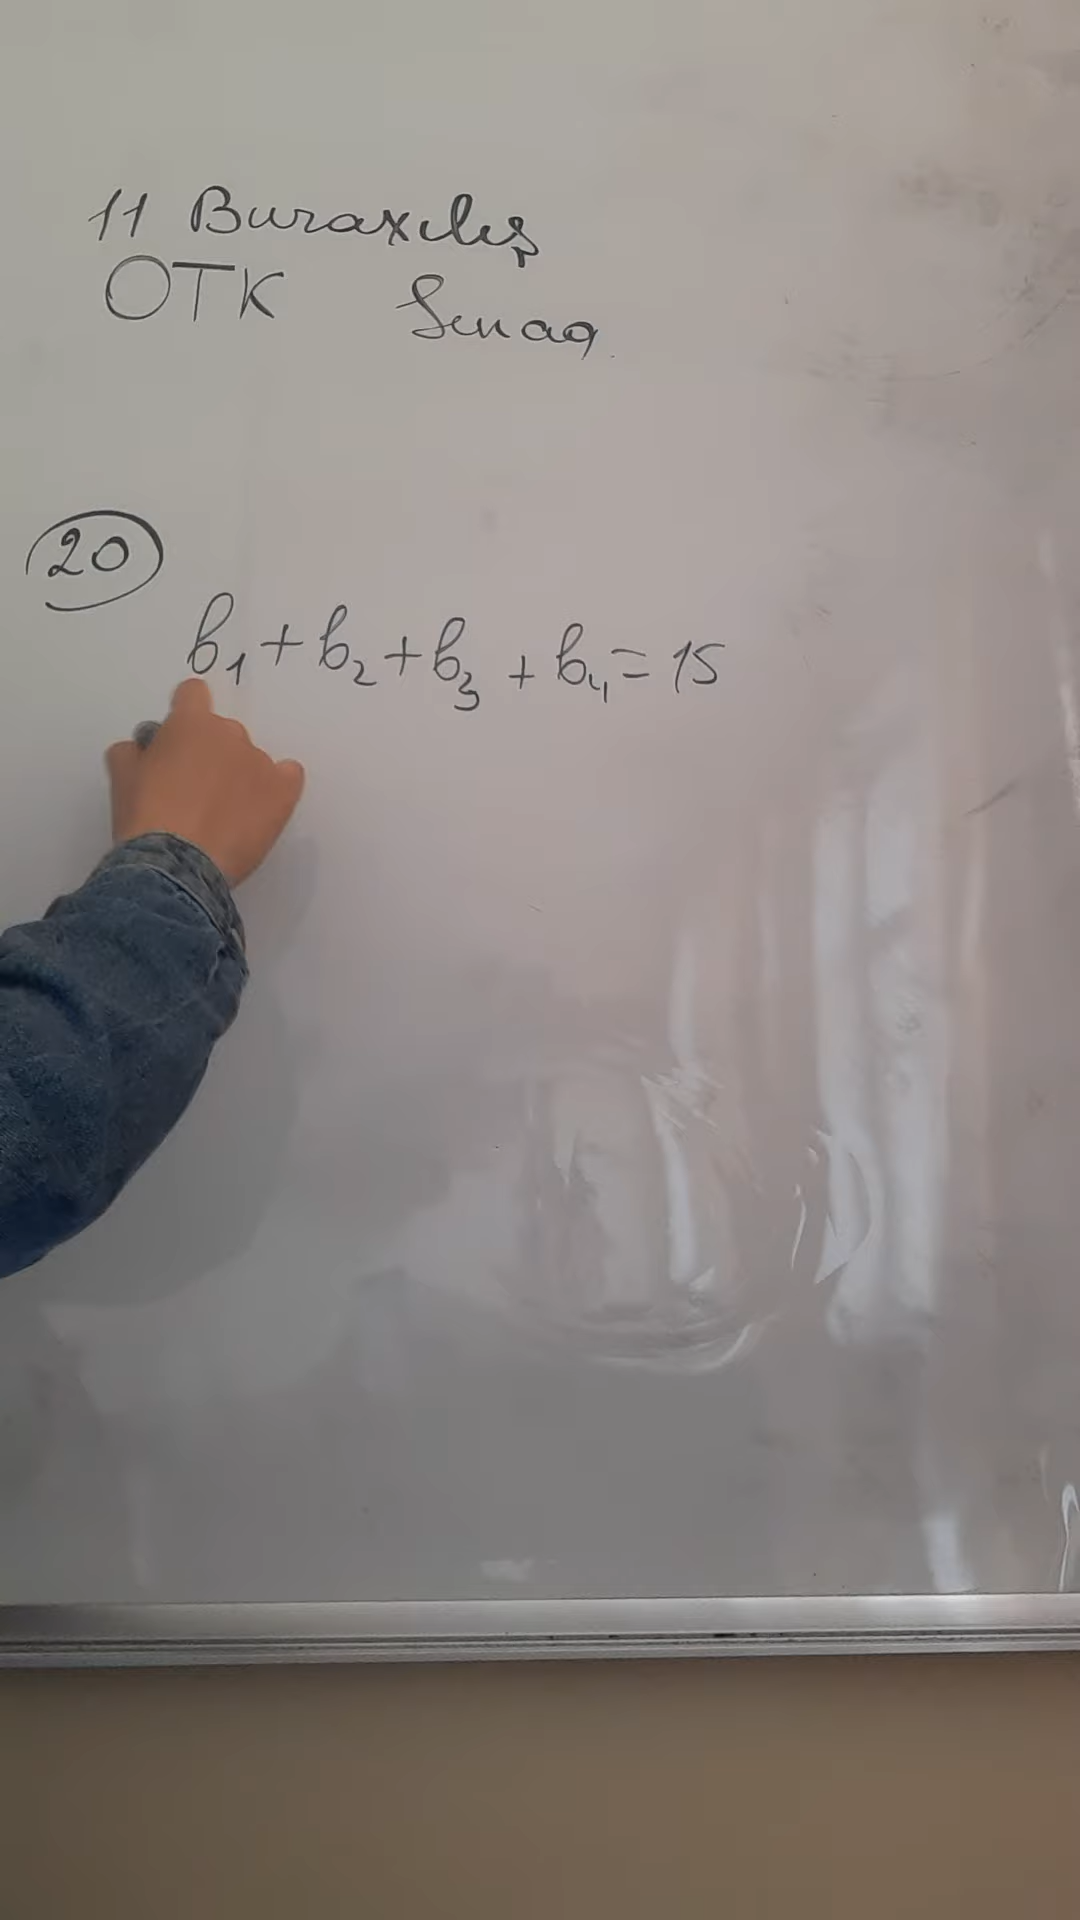 11 Buraxılış
OTK Sınaq
20
b₁ + b₂ + b₃ + b₄ = 15